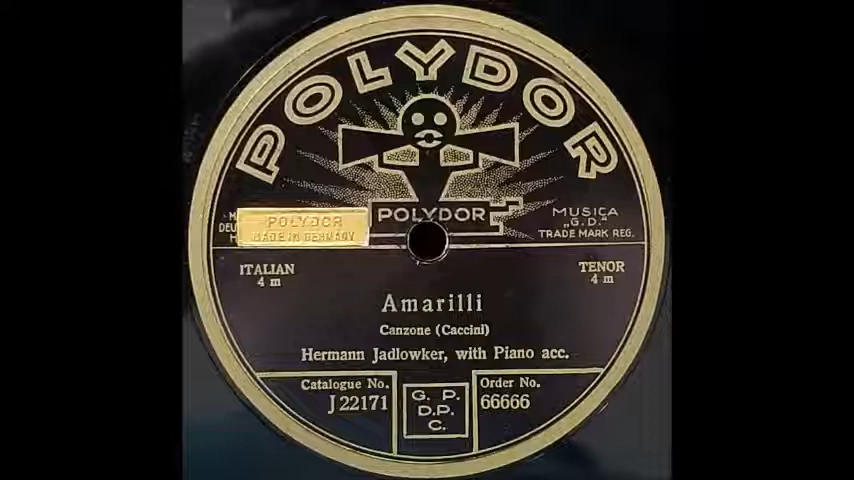 POLYDOR
POLYDOR
POLYDOR
MADE IN GERMANY
MUSICA
„G.D."
TRADE MARK REG.
ITALIAN
4 m
TENOR
4 m
Amarilli
Canzone (Caccini)
Hermann Jadlowker, with Piano acc.
Catalogue No.
J 22171
G. P.
D.P.
C.
Order No.
66666